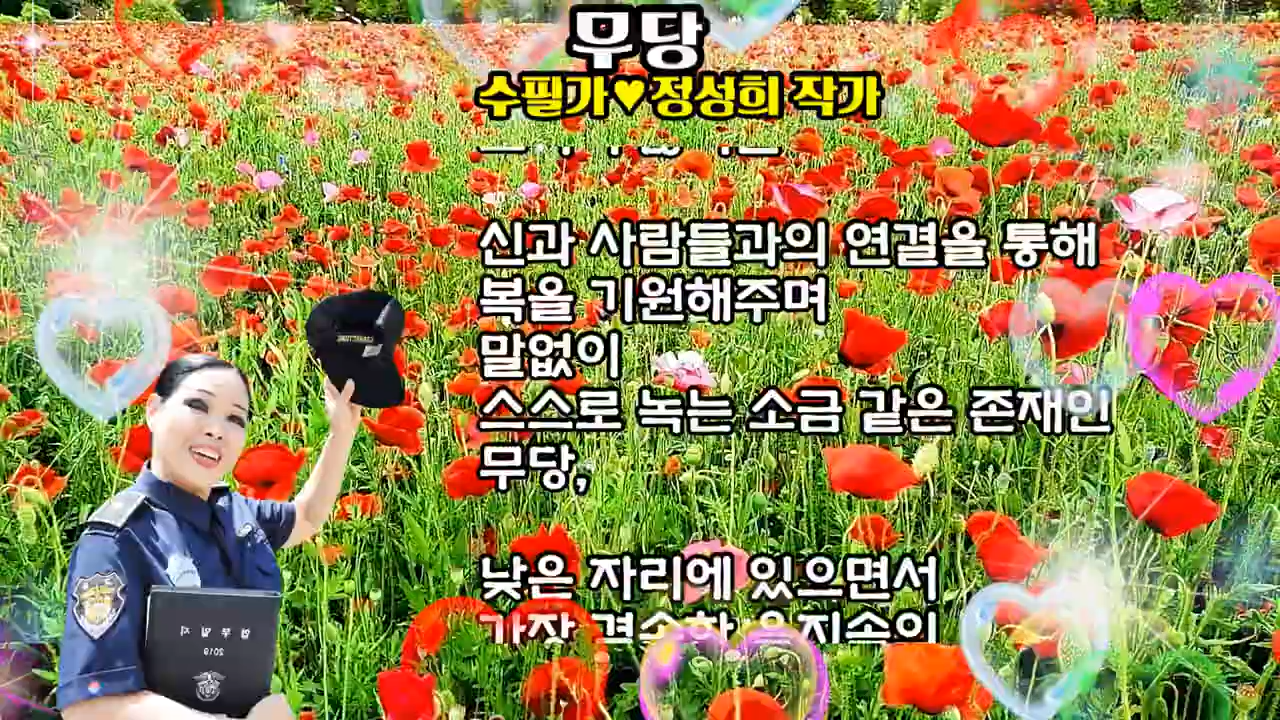 무당
수필가♥정성희 작가
신과 사람들과의 연결을 통해
복을 기원해주며
말없이
스스로 녹는 소금 같은 존재인
무당,
낮은 자리에 있으면서
2019